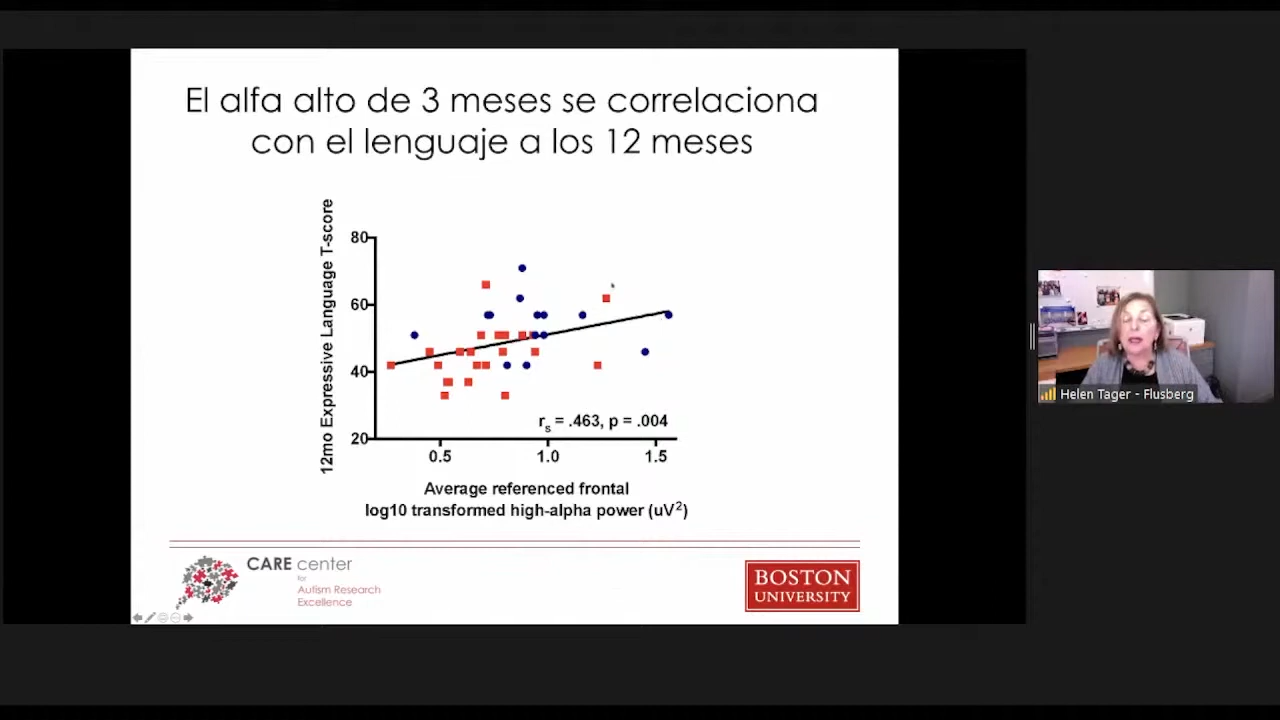 El alfa alto de 3 meses se correlaciona
con el lenguaje a los 12 meses
12mo Expressive Language T-score
80
60
40
20
rs = .463, p = .004
0.5 1.0 1.5
Average referenced frontal
log10 transformed high-alpha power (uV²)
CARE center
for
Autism Research
Excellence
BOSTON
UNIVERSITY
Helen Tager - Flusberg